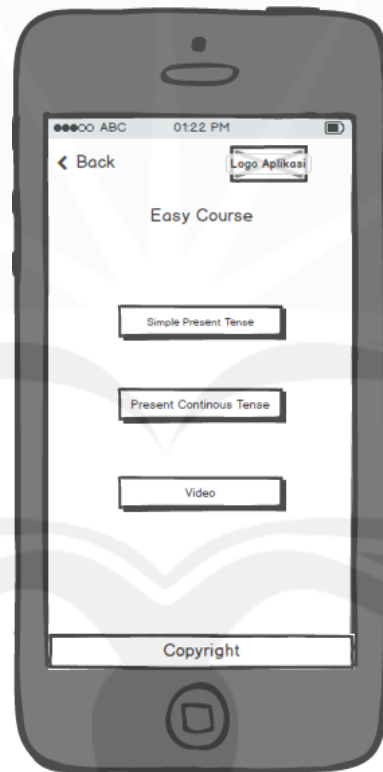 ABC 01:22 PM
Back Logo Aplikasi
Easy Course
Simple Present Tense
Present Continous Tense
Video
Copyright